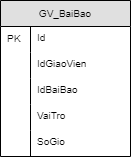 GV_BaiBao
PK Id
IdGiaoVien
IdBaiBao
VaiTro
SoGio